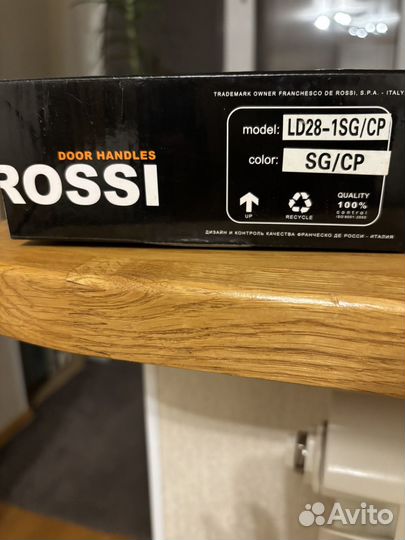 TRADEMARK OWNER FRANCHESCO DE ROSSI, S.P.A. - ITALY
model: LD28-1SG/CP
DOOR HANDLES
ROSSI
color: SG/CP
UP
RECYCLE
QUALITY
100%
control
ДИЗАЙН И КОНТРОЛЬ КАЧЕСТВА ФРАНЧЕСКО ДЕ РОССИ - ИТАЛИЯ
Avito